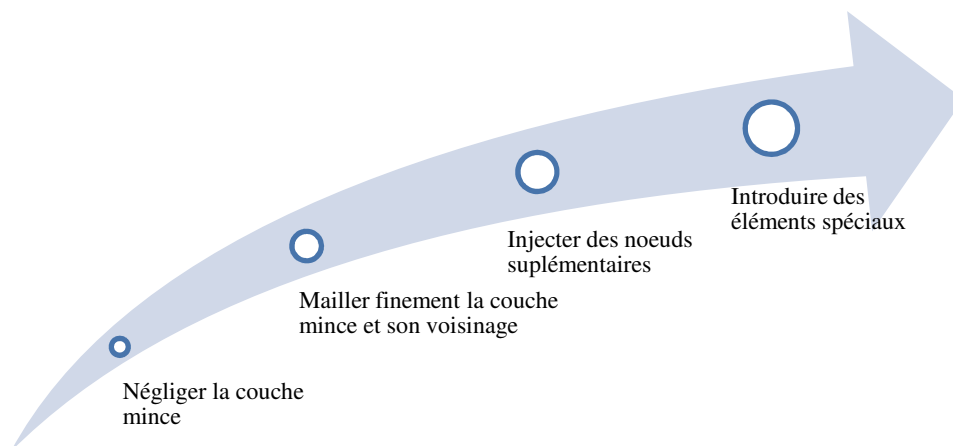 Négliger la couche
mince
Mailler finement la couche
mince et son voisinage
Injecter des noeuds
suplémentaires
Introduire des
éléments spéciaux